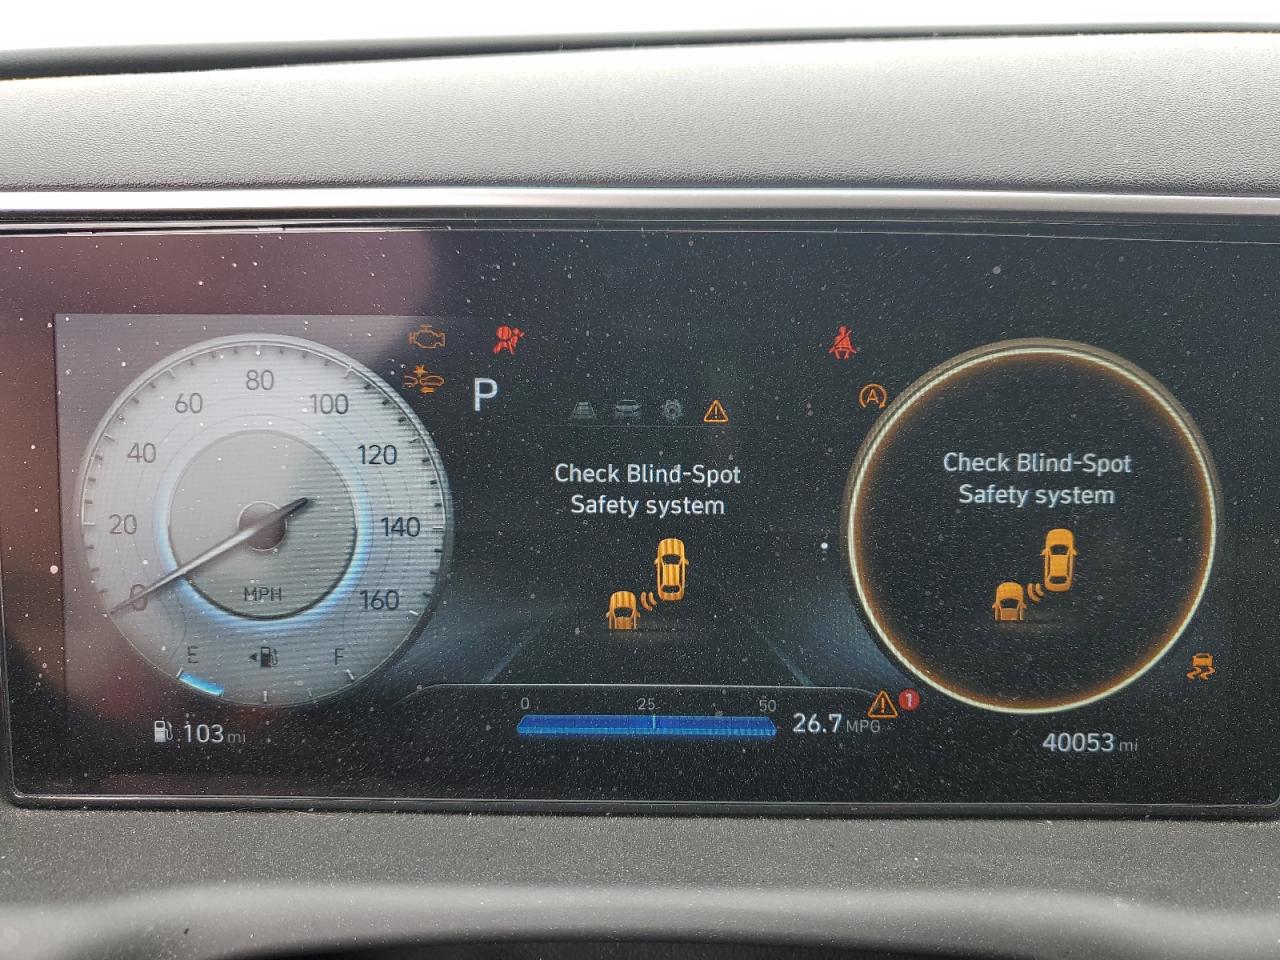 80
60
100
40
120
20
140
0
MPH
160
E
F
103 mi
P
A
Check Blind-Spot
Safety system
0
25
50
26.7 MPG
1
Check Blind-Spot
Safety system
40053 mi